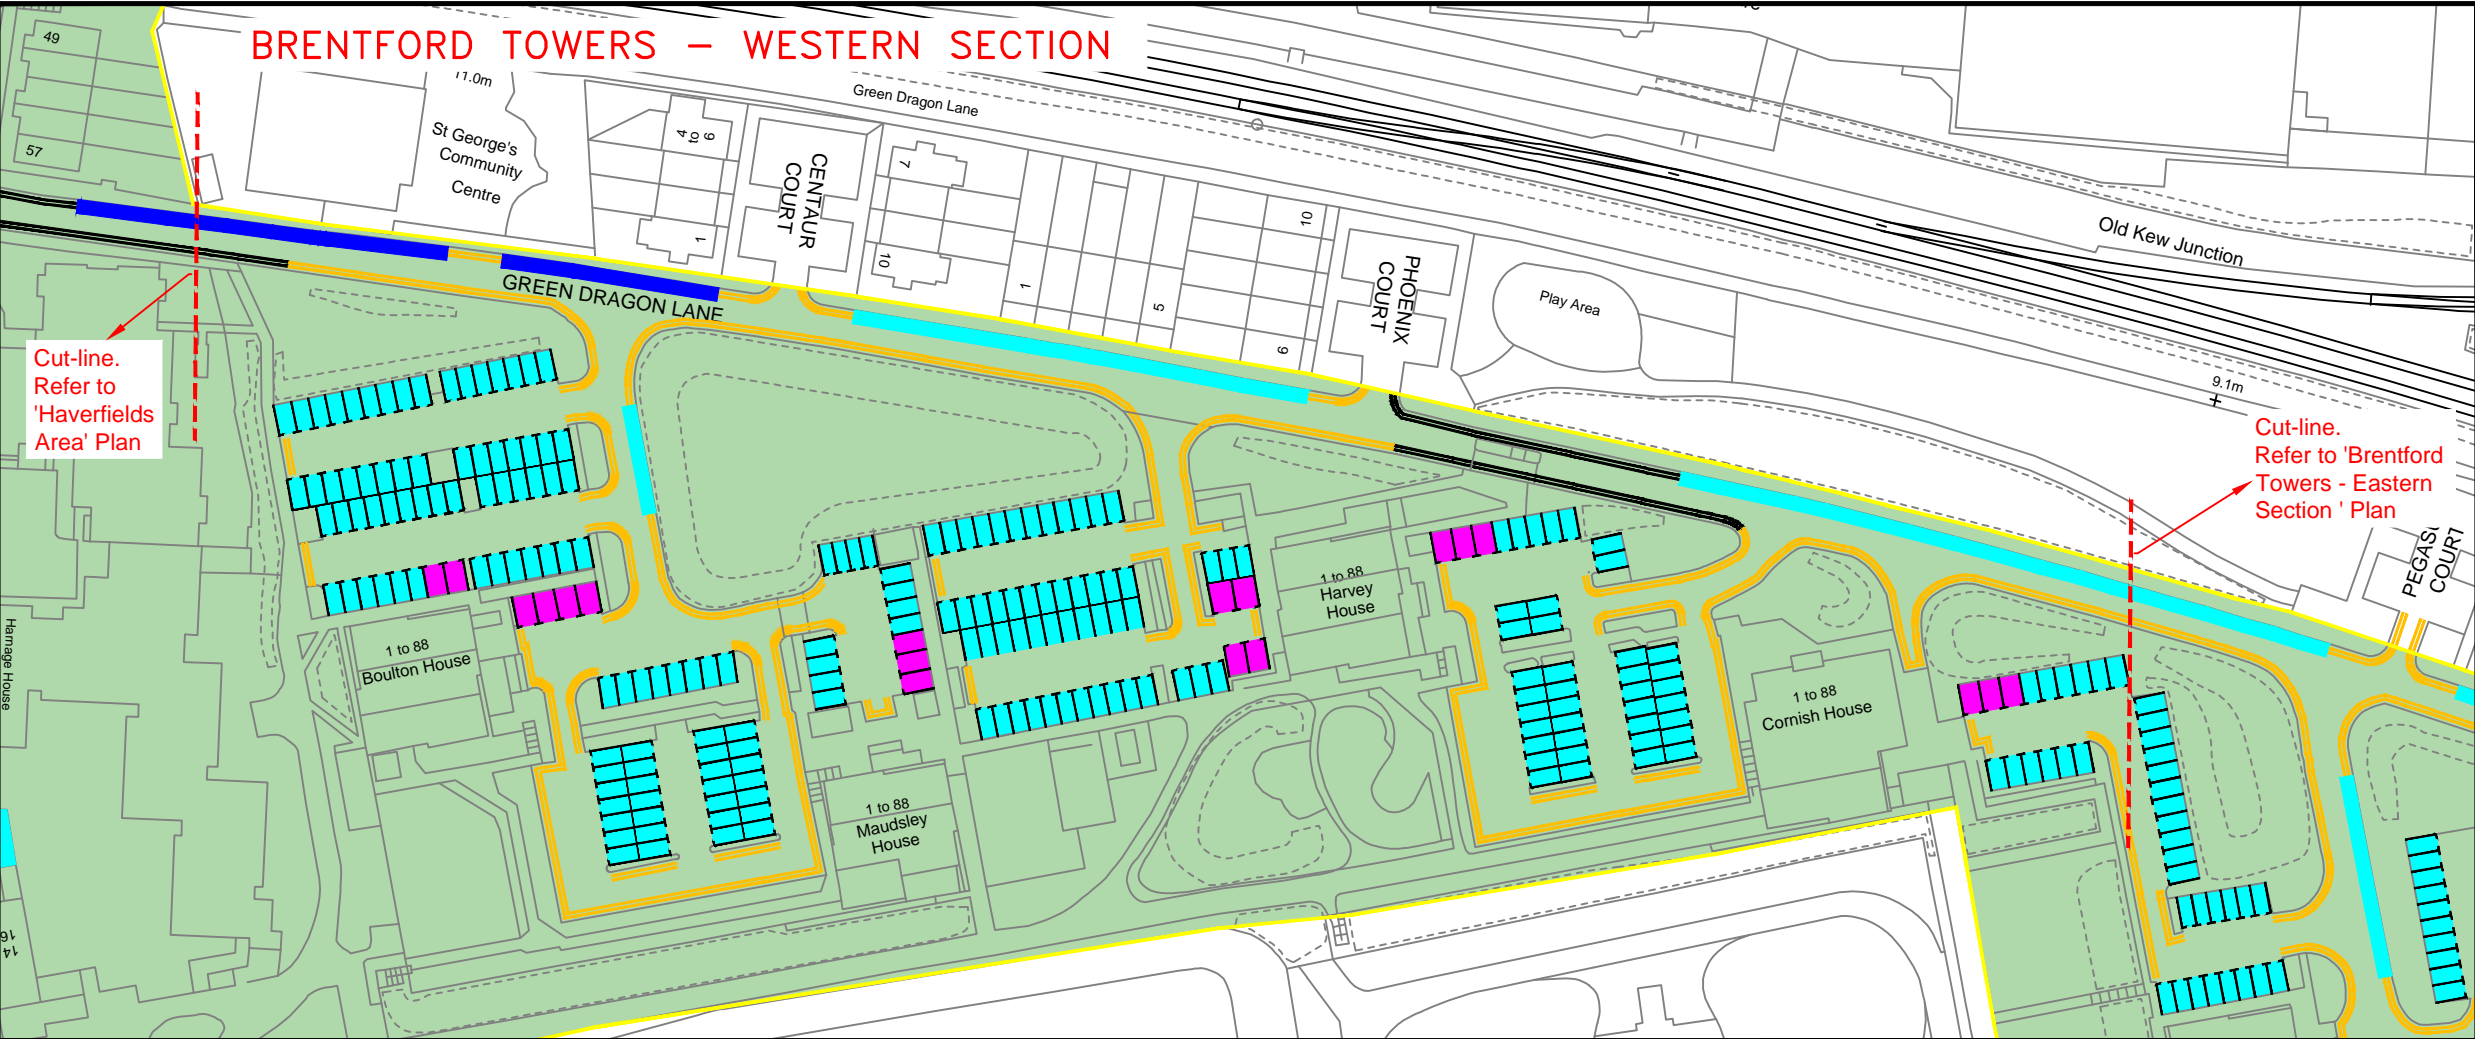 BRENTFORD TOWERS – WESTERN SECTION
49
57
11.0m
St George's
Community
Centre
4
to
6
1
CENTAUR
COURT
7
10
Green Dragon Lane
1
5
10
6
PHOENIX
COURT
Play Area
Old Kew Junction
9.1m
GREEN DRAGON LANE
Cut-line.
Refer to
'Haverfields
Area' Plan
Cut-line.
Refer to 'Brentford
Towers - Eastern
Section ' Plan
COURT
1 to 88
Boulton House
1 to 88
Maudsley
House
1 to 88
Harvey
House
1 to 88
Cornish House
Harnage House
16
14